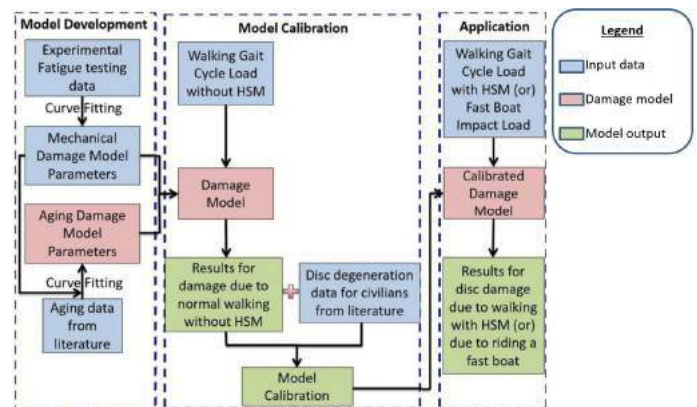 Model Development
Experimental
Fatigue testing
data
Curve Fitting
Mechanical
Damage Model
Parameters
Aging Damage
Model
Parameters
Curve Fitting
Aging data
from
literature
Model Calibration
Walking Gait
Cycle Load
without HSM
Damage
Model
Results for
damage due to
normal walking
without HSM
Disc degeneration
data for civilians
from literature
Model
Calibration
Application
Walking Gait
Cycle Load
with HSM (or)
Fast Boat
Impact Load
Calibrated
Damage
Model
Results for
disc damage
due to walking
with HSM (or)
due to riding a
fast boat
Legend
Input data
Damage model
Model output